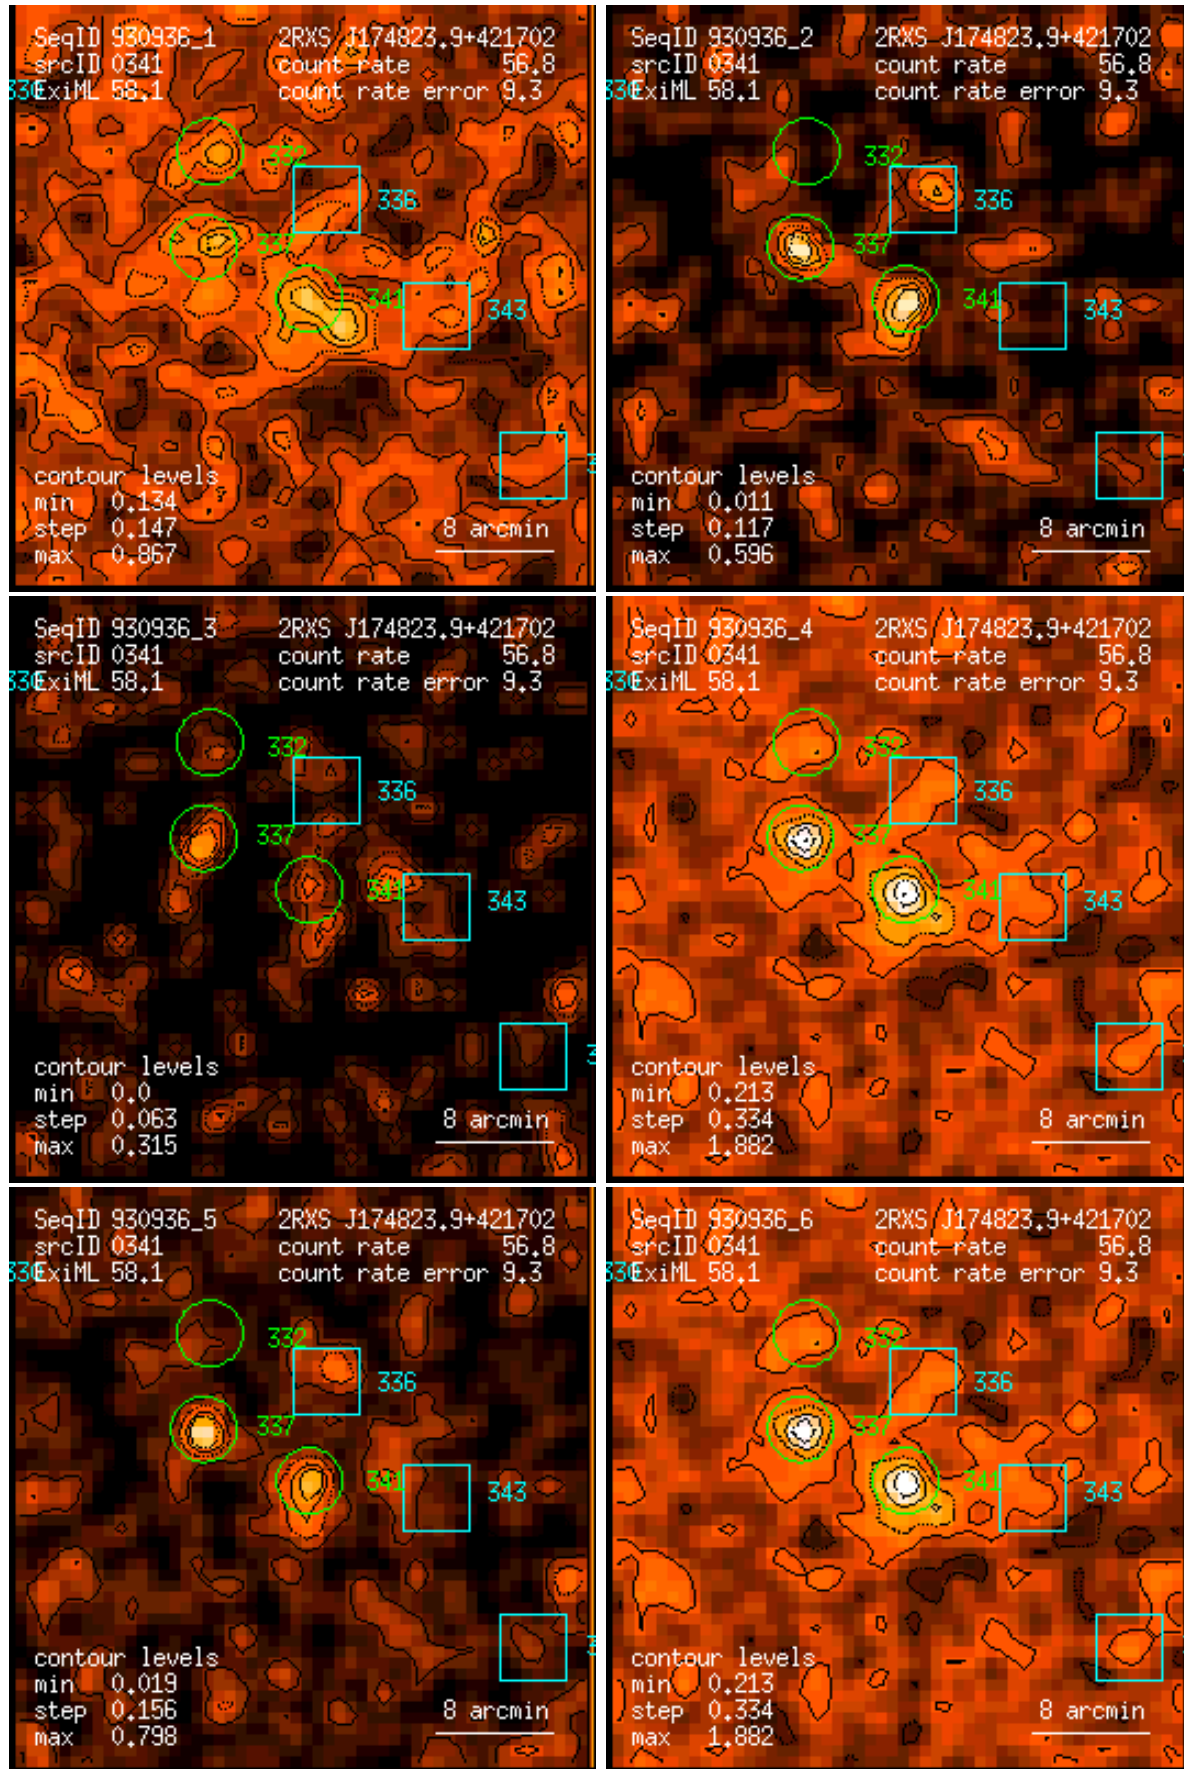 SeqID 930936_1 2RXS J174823.9+421702
srcID 0341 count rate 56.8
330 ExiML 58.1 count rate error 9.3
332
336
337
341
343
contour levels
min 0.134
step 0.147 8 arcmin
max 0.867
SeqID 930936_2 2RXS J174823.9+421702
srcID 0341 count rate 56.8
330 ExiML 58.1 count rate error 9.3
332
336
337
341
343
contour levels
min 0.011
step 0.117 8 arcmin
max 0.596
SeqID 930936_3 2RXS J174823.9+421702
srcID 0341 count rate 56.8
330 ExiML 58.1 count rate error 9.3
332
336
337
341
343
contour levels
min 0.0
step 0.063 8 arcmin
max 0.315
SeqID 930936_4 2RXS J174823.9+421702
srcID 0341 count rate 56.8
330 ExiML 58.1 count rate error 9.3
332
336
337
341
343
contour levels
min 0.213
step 0.334 8 arcmin
max 1.882
SeqID 930936_5 2RXS J174823.9+421702
srcID 0341 count rate 56.8
330 ExiML 58.1 count rate error 9.3
332
336
337
341
343
contour levels
min 0.019
step 0.156 8 arcmin
max 0.798
SeqID 930936_6 2RXS J174823.9+421702
srcID 0341 count rate 56.8
330 ExiML 58.1 count rate error 9.3
332
336
337
341
343
contour levels
min 0.213
step 0.334 8 arcmin
max 1.882